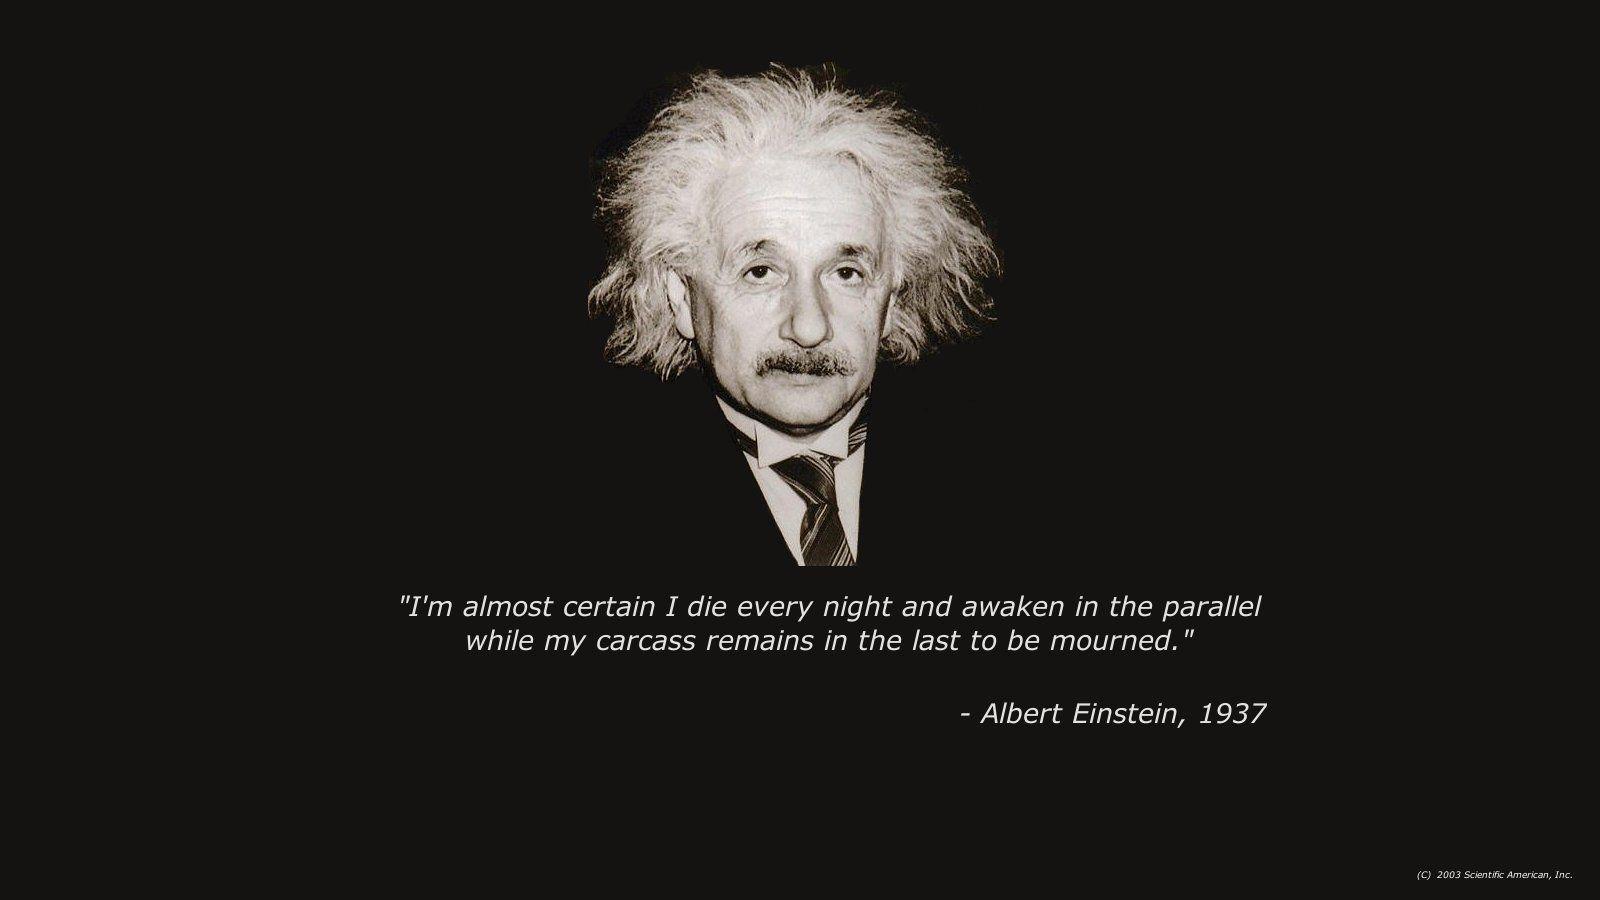 "I'm almost certain I die every night and awaken in the parallel
while my carcass remains in the last to be mourned."
- Albert Einstein, 1937
(C) 2003 Scientific American, Inc.